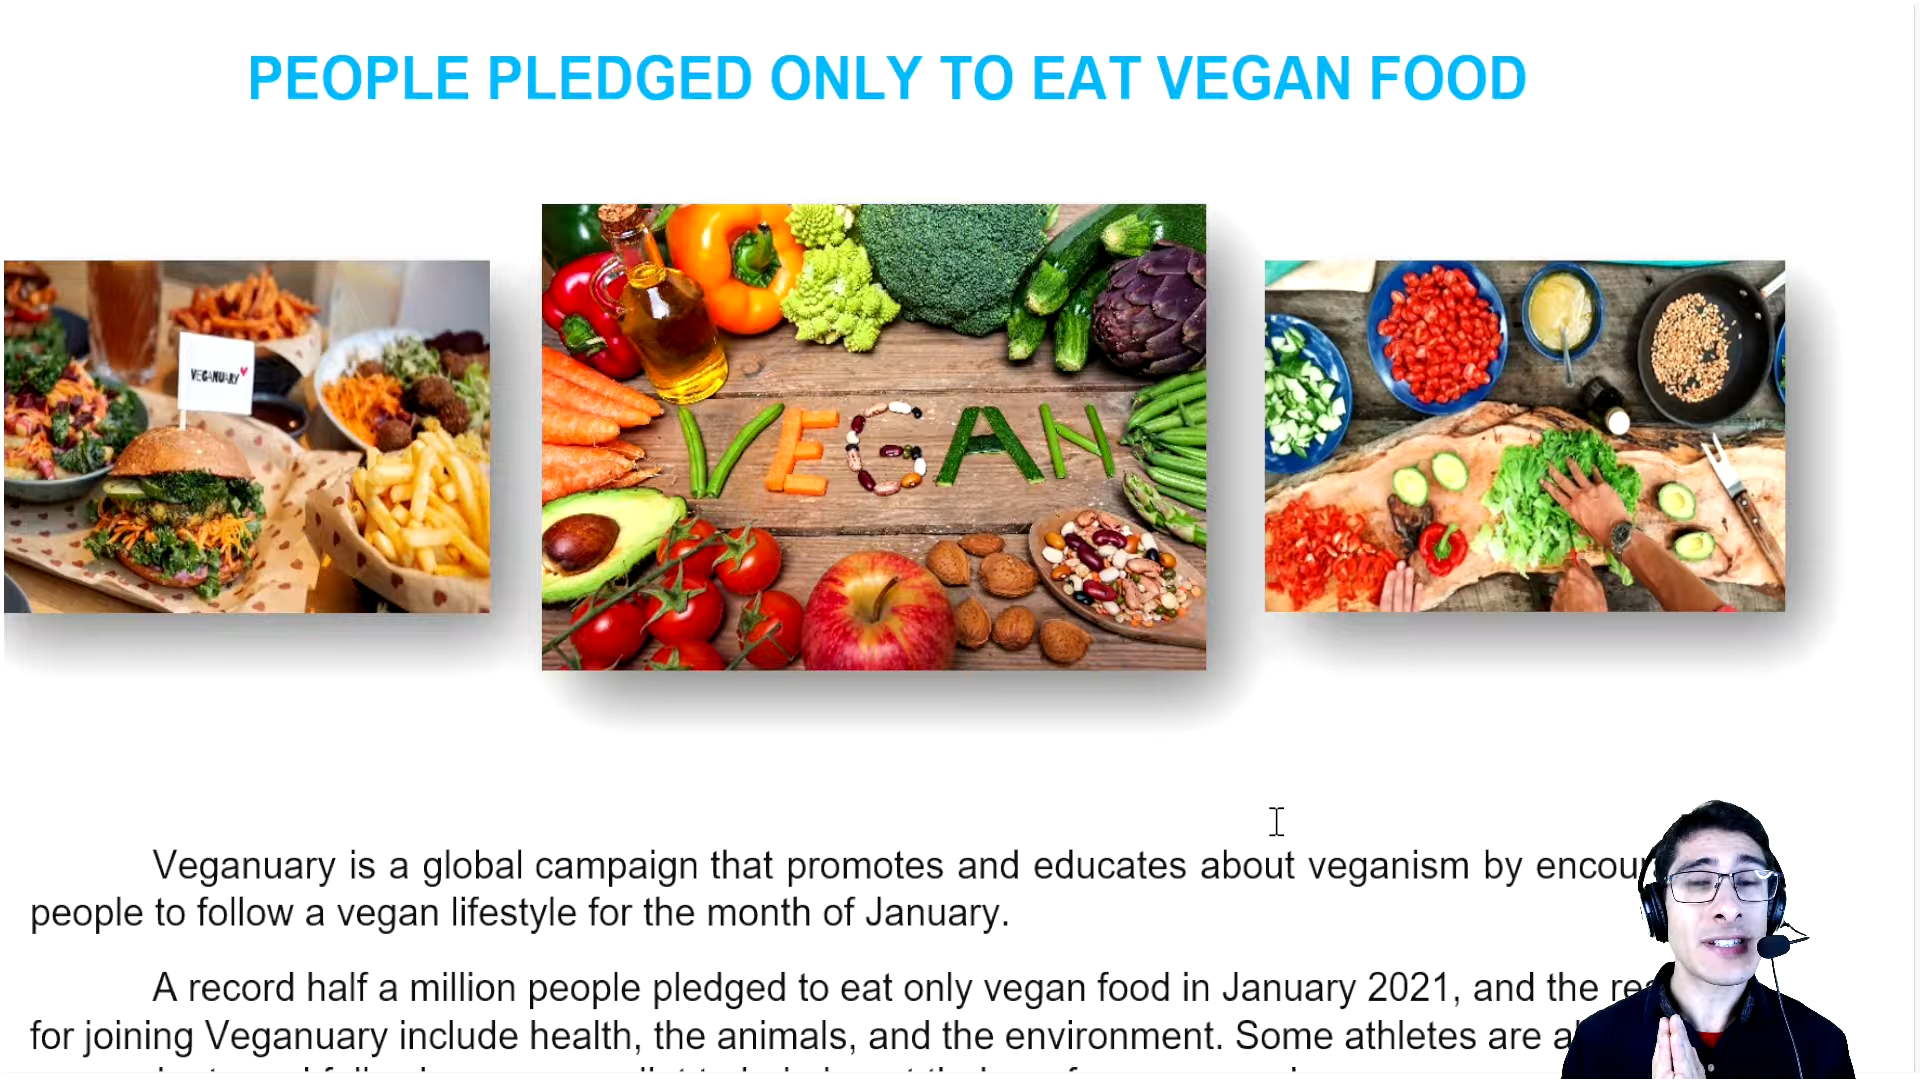 PEOPLE PLEDGED ONLY TO EAT VEGAN FOOD
VEGANUARY
VEGAN
Veganuary is a global campaign that promotes and educates about veganism by
people to follow a vegan lifestyle for the month of January.
A record half a million people pledged to eat only vegan food in January 2021, and the
for joining Veganuary include health, the animals, and the environment. Some athletes are